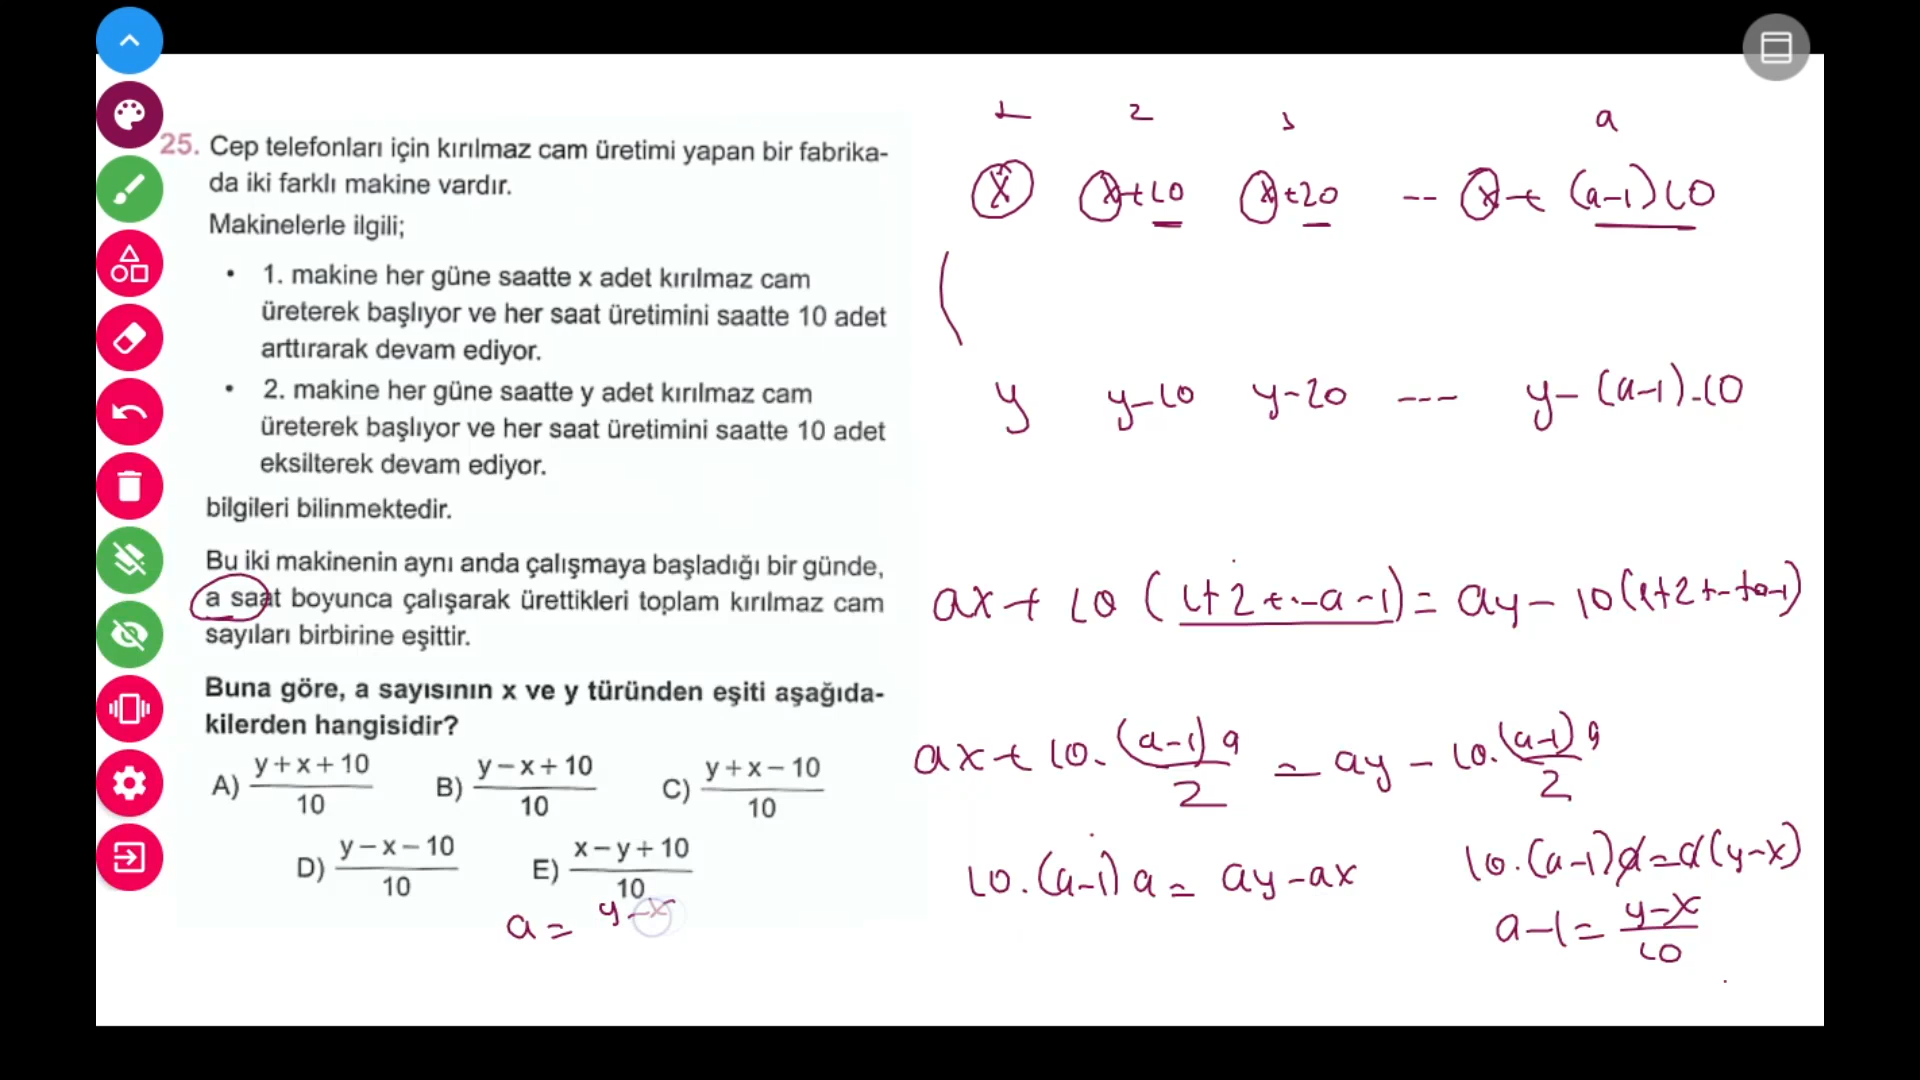 25. Cep telefonları için kırılmaz cam üretimi yapan bir fabrika-
da iki farklı makine vardır.
Makinelerle ilgili;
• 1. makine her güne saatte x adet kırılmaz cam
üreterek başlıyor ve her saat üretimini saatte 10 adet
arttırarak devam ediyor.
• 2. makine her güne saatte y adet kırılmaz cam
üreterek başlıyor ve her saat üretimini saatte 10 adet
eksilterek devam ediyor.
bilgileri bilinmektedir.
Bu iki makinenin aynı anda çalışmaya başladığı bir günde,
a saat boyunca çalışarak ürettikleri toplam kırılmaz cam
sayıları birbirine eşittir.
Buna göre, a sayısının x ve y türünden eşiti aşağıda-
kilerden hangisidir?
A) y+x+10 / 10 B) y−x+10 / 10 C) y+x−10 / 10
D) y−x−10 / 10 E) x−y+10 / 10
a = y-x
1 2 3 a
x x+10 x+20 -- x+ (a-1)10
(
y y-10 y-20 --- y-(a-1).10
ax+10(1+2+--a-1) = ay-10(1+2+--+a-1)
ax+10.(a-1)a/2 = ay-10.(a-1)a/2
10.(a-1)a = ay-ax
10.(a-1)a=a(y-x)
a-1=y-x/10